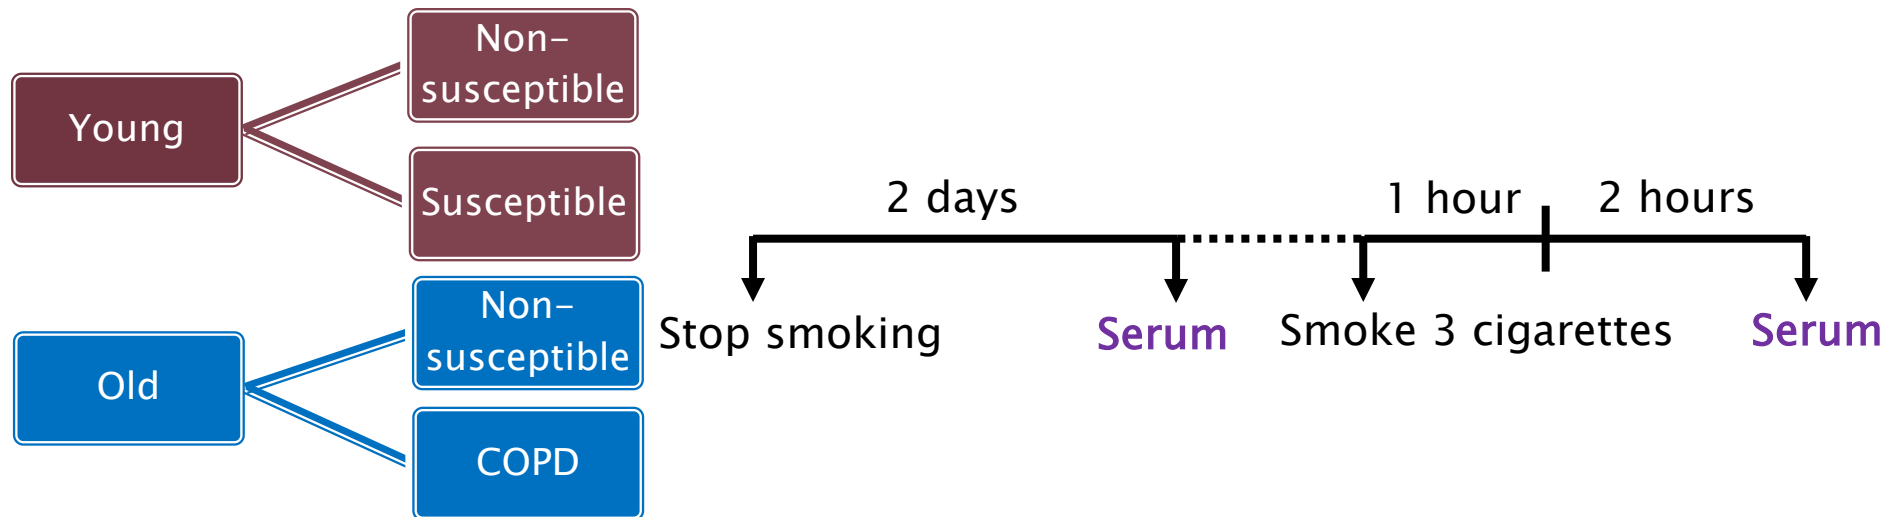 Young
Non-
susceptible
Susceptible
Old
Non-
susceptible
COPD
2 days
1 hour
2 hours
Stop smoking
Serum
Smoke 3 cigarettes
Serum